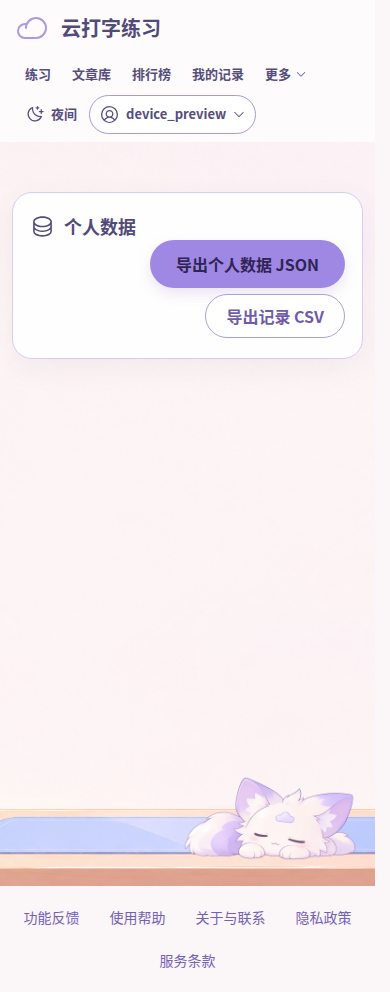 云打字练习
练习 文章库 排行榜 我的记录 更多
夜间 device_preview
个人数据
导出个人数据 JSON
导出记录 CSV
功能反馈 使用帮助 关于与联系 隐私政策
服务条款